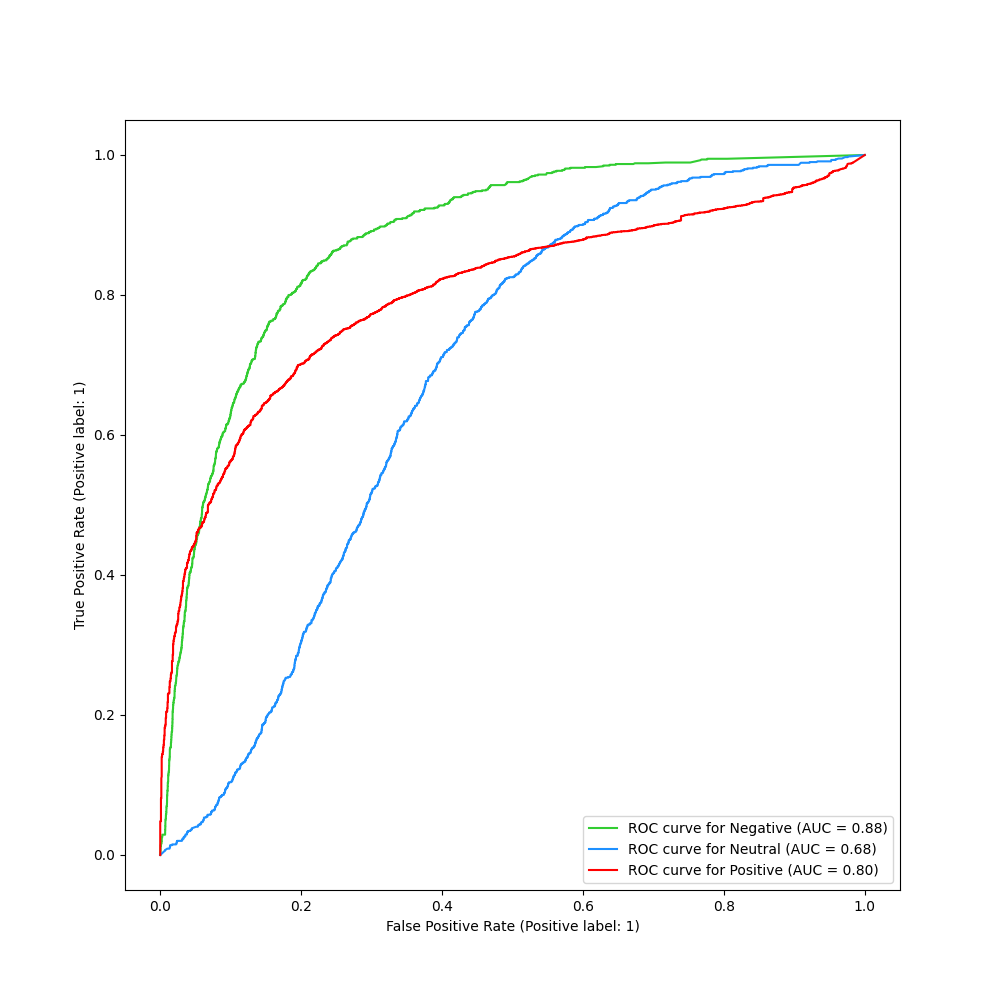 1.0
0.8
0.6
0.4
0.2
0.0
True Positive Rate (Positive label: 1)
ROC curve for Negative (AUC = 0.88)
ROC curve for Neutral (AUC = 0.68)
ROC curve for Positive (AUC = 0.80)
0.0 0.2 0.4 0.6 0.8 1.0
False Positive Rate (Positive label: 1)